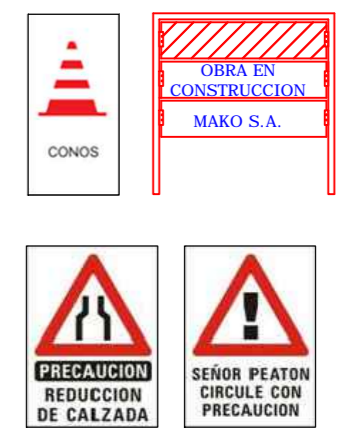 CONOS
OBRA EN
CONSTRUCCION
MAKO S.A.
PRECAUCION
REDUCCION
DE CALZADA
SEÑOR PEATON
CIRCULE CON
PRECAUCION